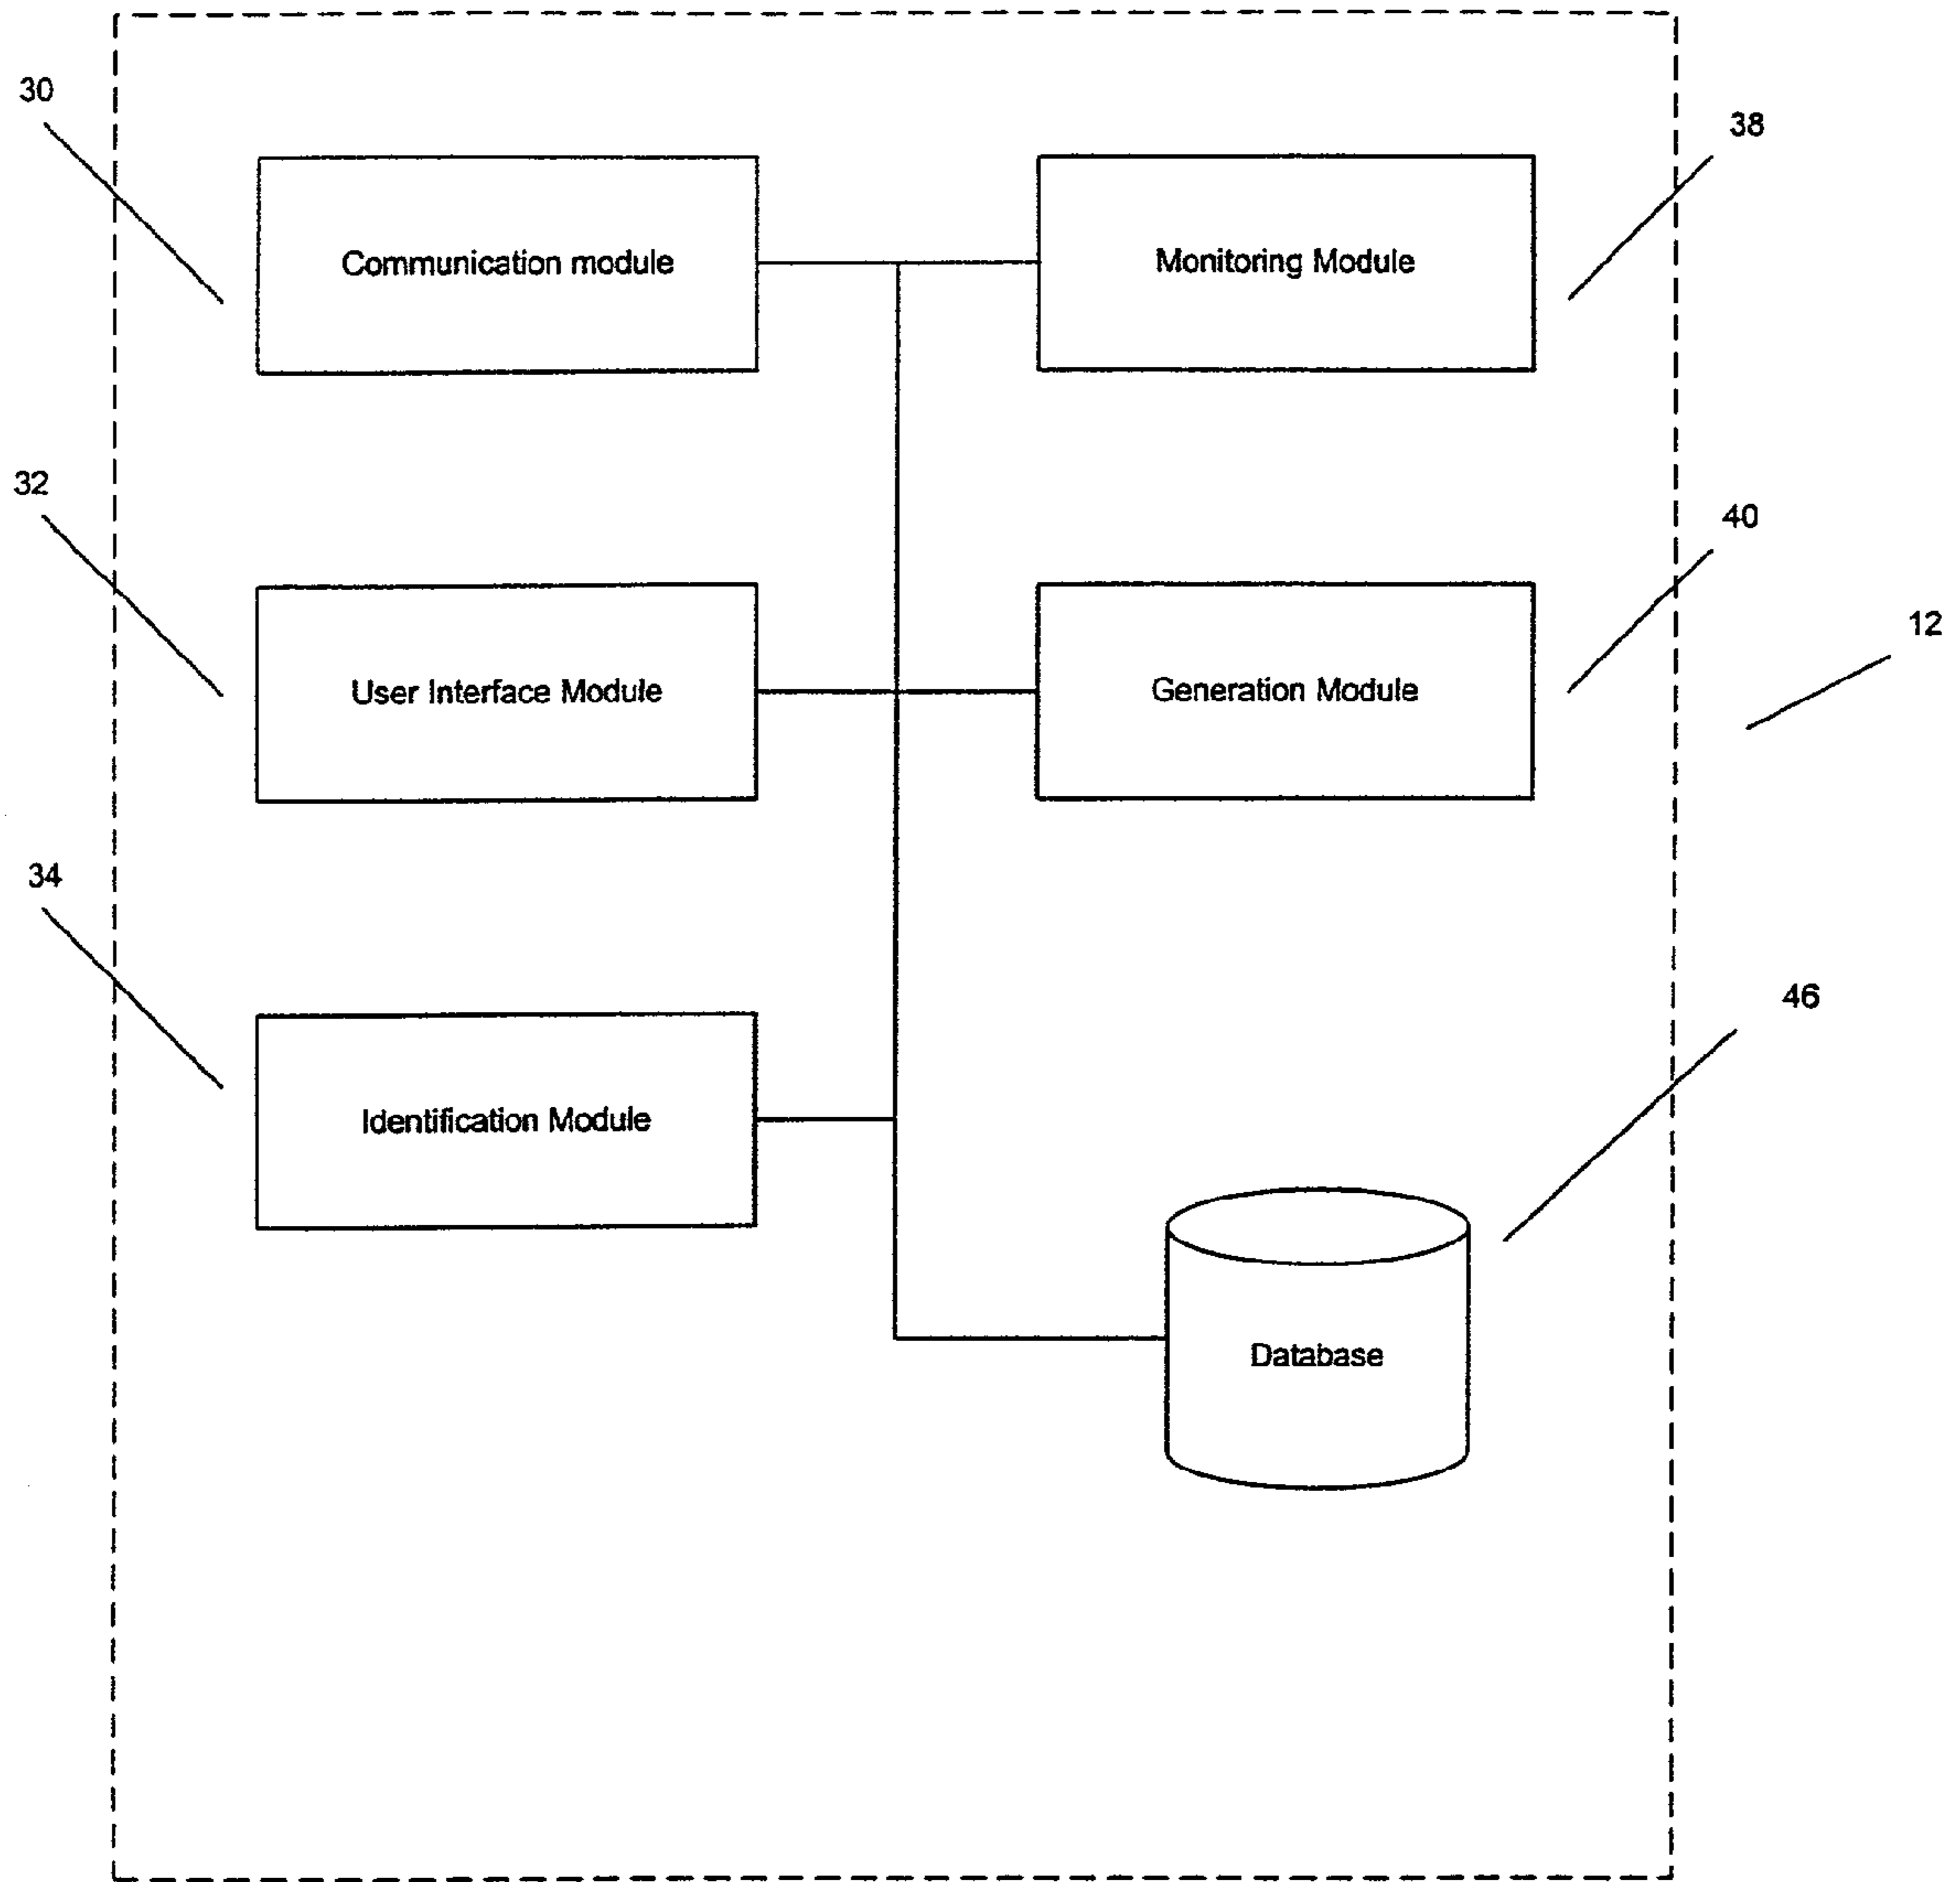 30
38
Communication module
Monitoring Module
32
40
12
User Interface Module
Generation Module
34
46
Identification Module
Database